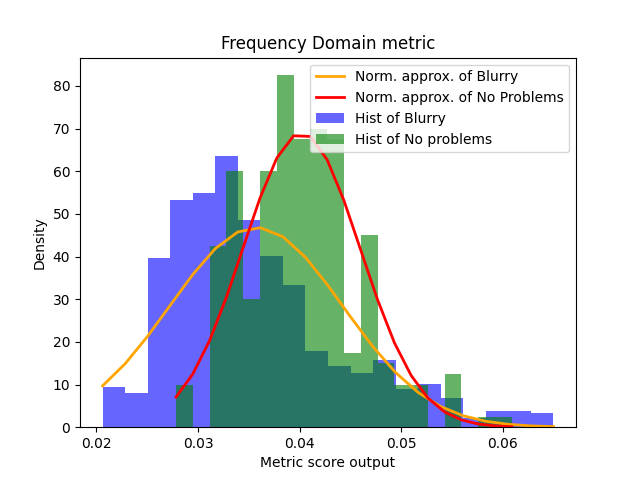 Frequency Domain metric
Norm. approx. of Blurry
Norm. approx. of No Problems
Hist of Blurry
Hist of No problems
Density
80
70
60
50
40
30
20
10
0
0.02 0.03 0.04 0.05 0.06
Metric score output